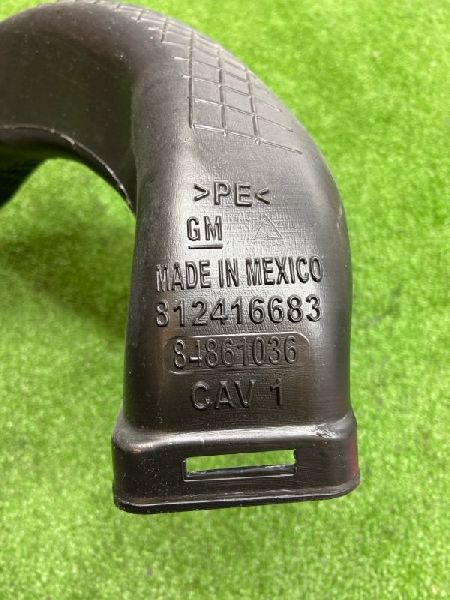 >PE<
GM
MADE IN MEXICO
812416683
84861036
CAV 1